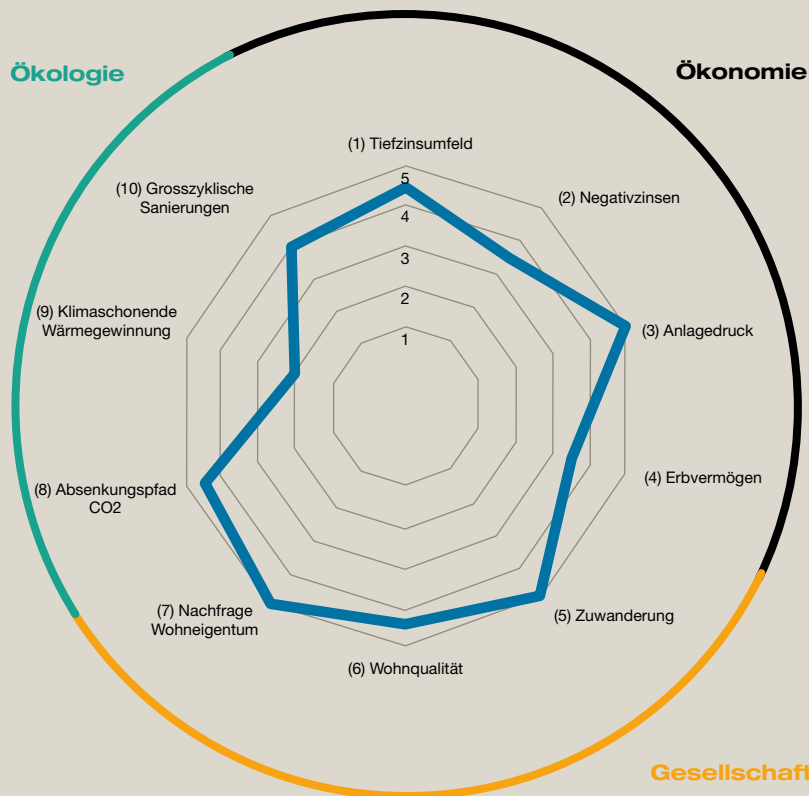 Ökologie
Ökonomie
(1) Tiefzinsumfeld
(10) Grosszyklische
Sanierungen
(2) Negativzinsen
5
4
3
2
1
(9) Klimaschonende
Wärmegewinnung
(3) Anlagedruck
(8) Absenkungspfad
CO2
(4) Erbvermögen
(7) Nachfrage
Wohneigentum
(5) Zuwanderung
(6) Wohnqualität
Gesellschaft